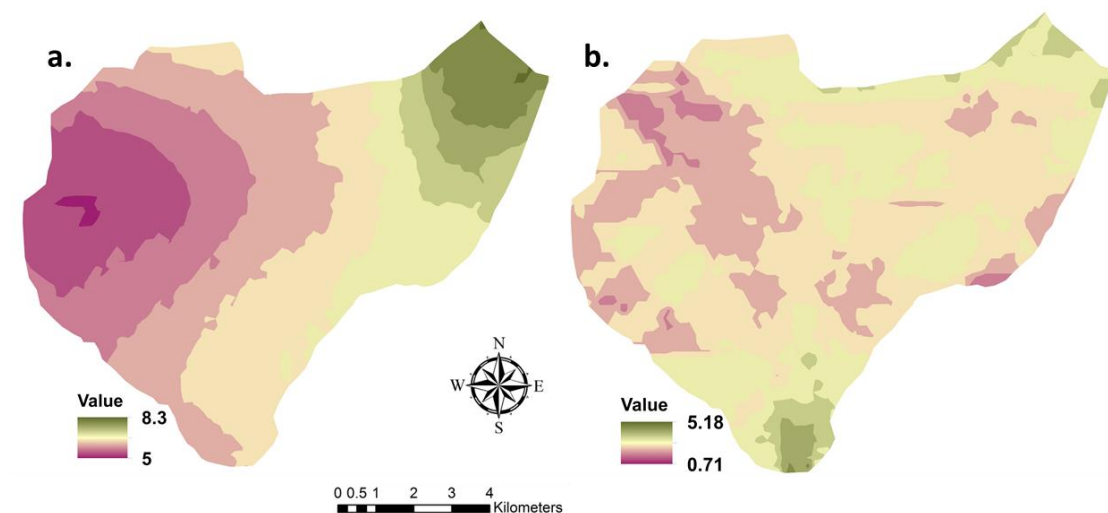 a.
b.
N
W E
S
Value
8.3
5
Value
5.18
0.71
0 0.5 1 2 3 4
Kilometers